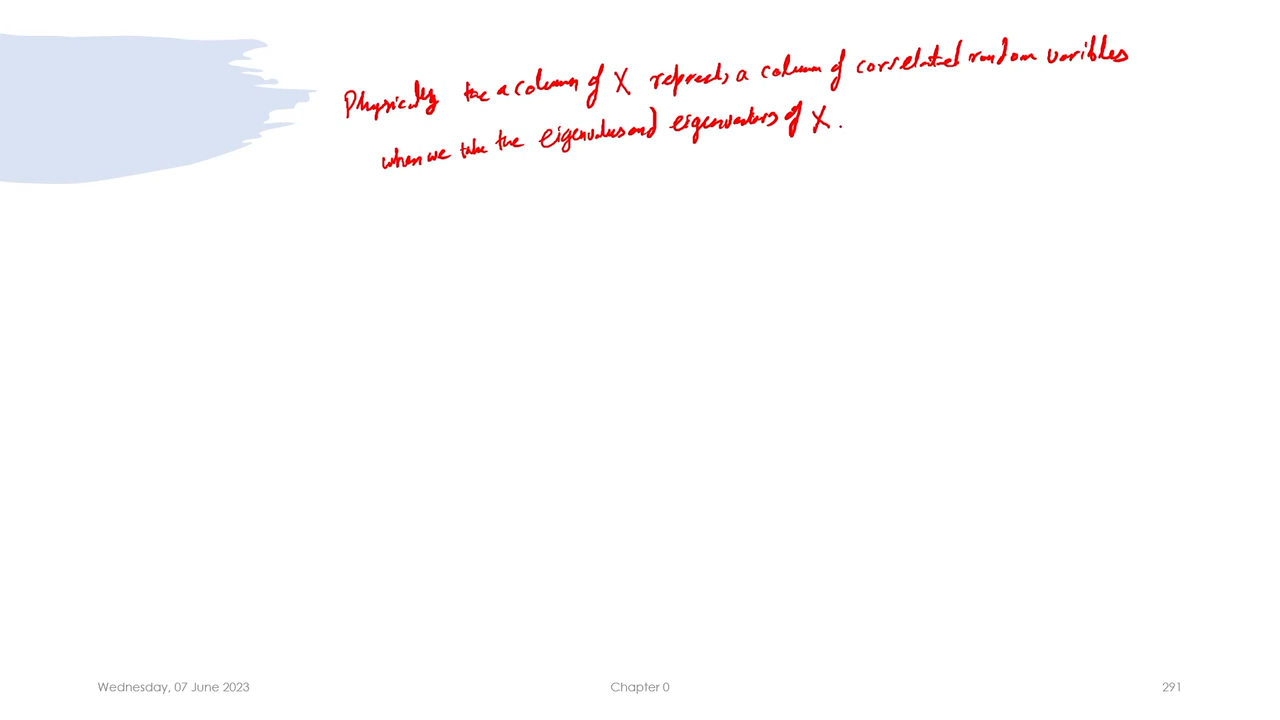 Physically the a column of X represents a column of correlated random varibles
when we take the eigenvalues and eigenvectors of X.
Wednesday, 07 June 2023
Chapter 0
291